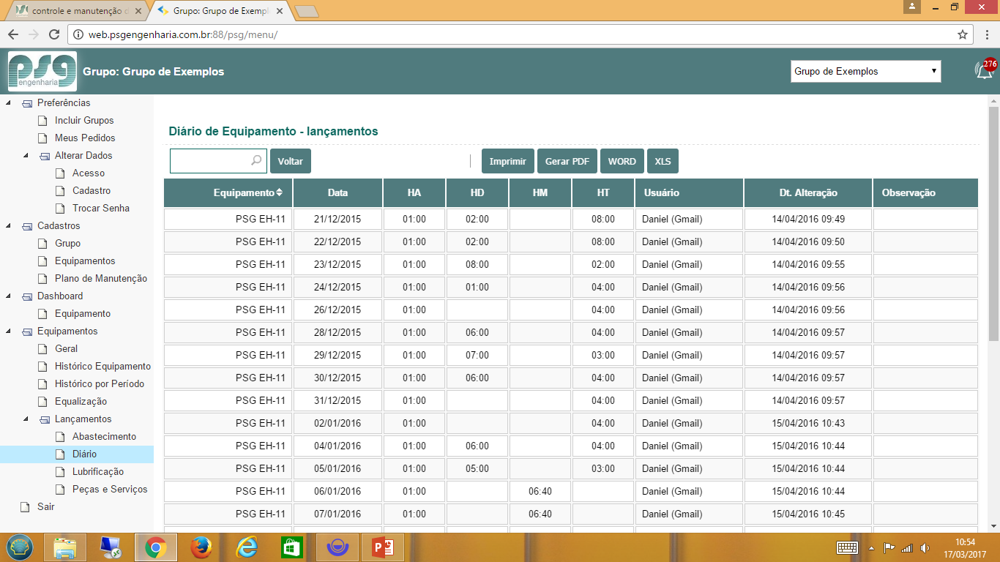 controle e manutenção d
Grupo: Grupo de Exempl
web.psgengenharia.com.br:88/psg/menu/
psg
engenharia
Grupo: Grupo de Exemplos
Grupo de Exemplos
276
Preferências
Incluir Grupos
Meus Pedidos
Alterar Dados
Acesso
Cadastro
Trocar Senha
Cadastros
Grupo
Equipamentos
Plano de Manutenção
Dashboard
Equipamento
Equipamentos
Geral
Histórico Equipamento
Histórico por Período
Equalização
Lançamentos
Abastecimento
Diário
Lubrificação
Peças e Serviços
Sair
Diário de Equipamento - lançamentos
Voltar Imprimir Gerar PDF WORD XLS
Equipamento Data HA HD HM HT Usuário Dt. Alteração Observação
PSG EH-11 21/12/2015 01:00 02:00 08:00 Daniel (Gmail) 14/04/2016 09:49
PSG EH-11 22/12/2015 01:00 02:00 08:00 Daniel (Gmail) 14/04/2016 09:50
PSG EH-11 23/12/2015 01:00 08:00 02:00 Daniel (Gmail) 14/04/2016 09:55
PSG EH-11 24/12/2015 01:00 01:00 04:00 Daniel (Gmail) 14/04/2016 09:56
PSG EH-11 26/12/2015 01:00 04:00 Daniel (Gmail) 14/04/2016 09:56
PSG EH-11 28/12/2015 01:00 06:00 04:00 Daniel (Gmail) 14/04/2016 09:57
PSG EH-11 29/12/2015 01:00 07:00 03:00 Daniel (Gmail) 14/04/2016 09:57
PSG EH-11 30/12/2015 01:00 06:00 04:00 Daniel (Gmail) 14/04/2016 09:57
PSG EH-11 31/12/2015 01:00 04:00 Daniel (Gmail) 14/04/2016 09:57
PSG EH-11 02/01/2016 01:00 04:00 Daniel (Gmail) 15/04/2016 10:43
PSG EH-11 04/01/2016 01:00 06:00 04:00 Daniel (Gmail) 15/04/2016 10:44
PSG EH-11 05/01/2016 01:00 05:00 03:00 Daniel (Gmail) 15/04/2016 10:44
PSG EH-11 06/01/2016 01:00 06:40 Daniel (Gmail) 15/04/2016 10:44
PSG EH-11 07/01/2016 01:00 06:40 Daniel (Gmail) 15/04/2016 10:45
10:54
17/03/2017